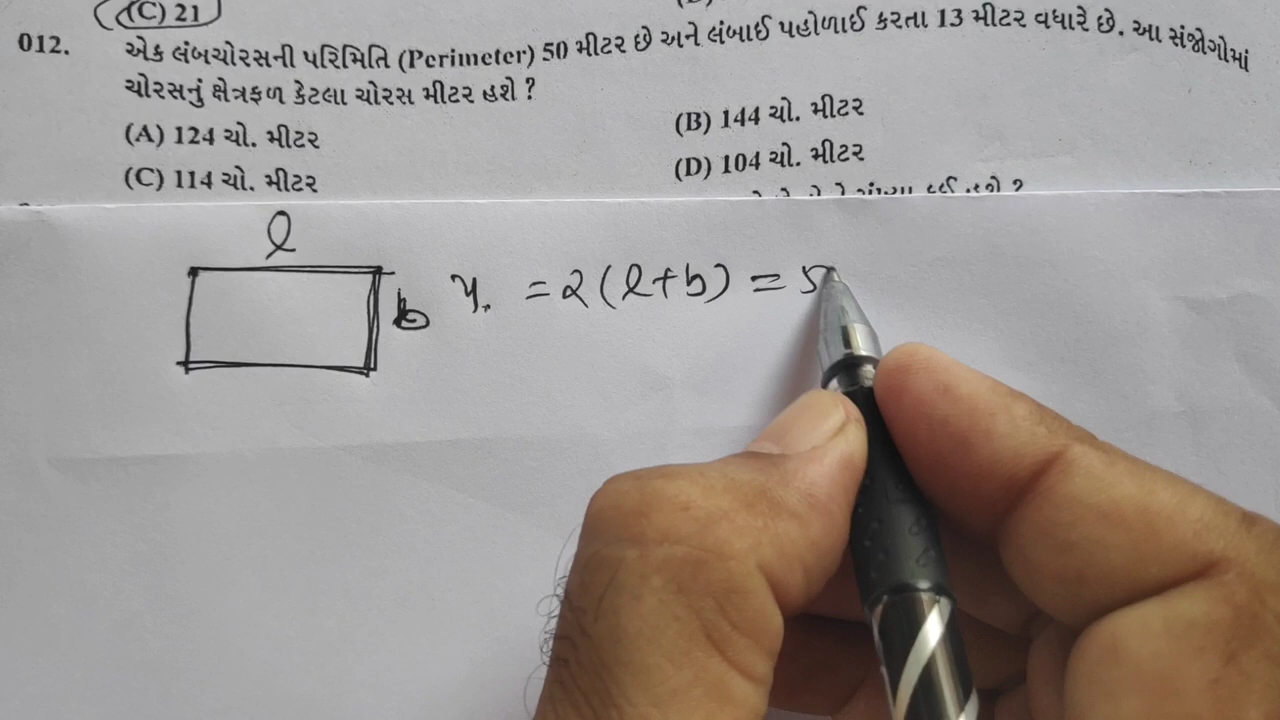 (C) 21
012. એક લંબચોરસની પરિમિતિ (Perimeter) 50 મીટર છે અને લંબાઈ પહોળાઈ કરતા 13 મીટર વધારે છે. આ સંજોગોમાં
ચોરસનું ક્ષેત્રફળ કેટલા ચોરસ મીટર હશે ?
(A) 124 ચો. મીટર
(B) 144 ચો. મીટર
(C) 114 ચો. મીટર
(D) 104 ચો. મીટર
l
b
પ. = 2 (l+b) = 5